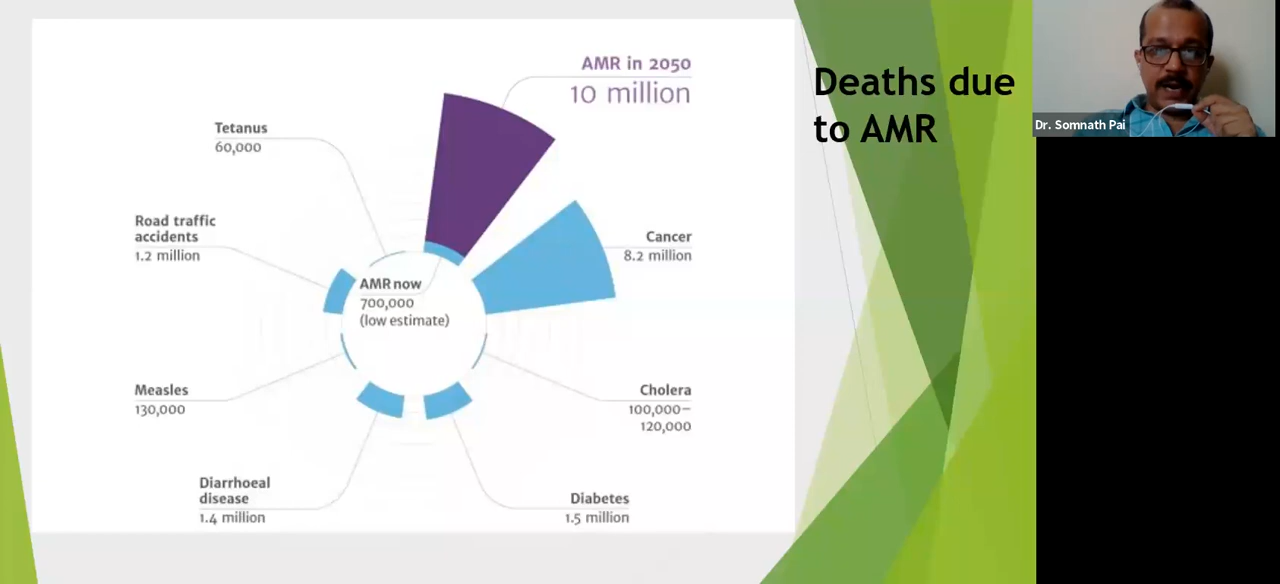 AMR in 2050
10 million
Tetanus
60,000
Road traffic
accidents
1.2 million
Cancer
8.2 million
AMR now
700,000
(low estimate)
Measles
130,000
Cholera
100,000–
120,000
Diarrhoeal
disease
1.4 million
Diabetes
1.5 million
Deaths due
to AMR
Dr. Somnath Pai